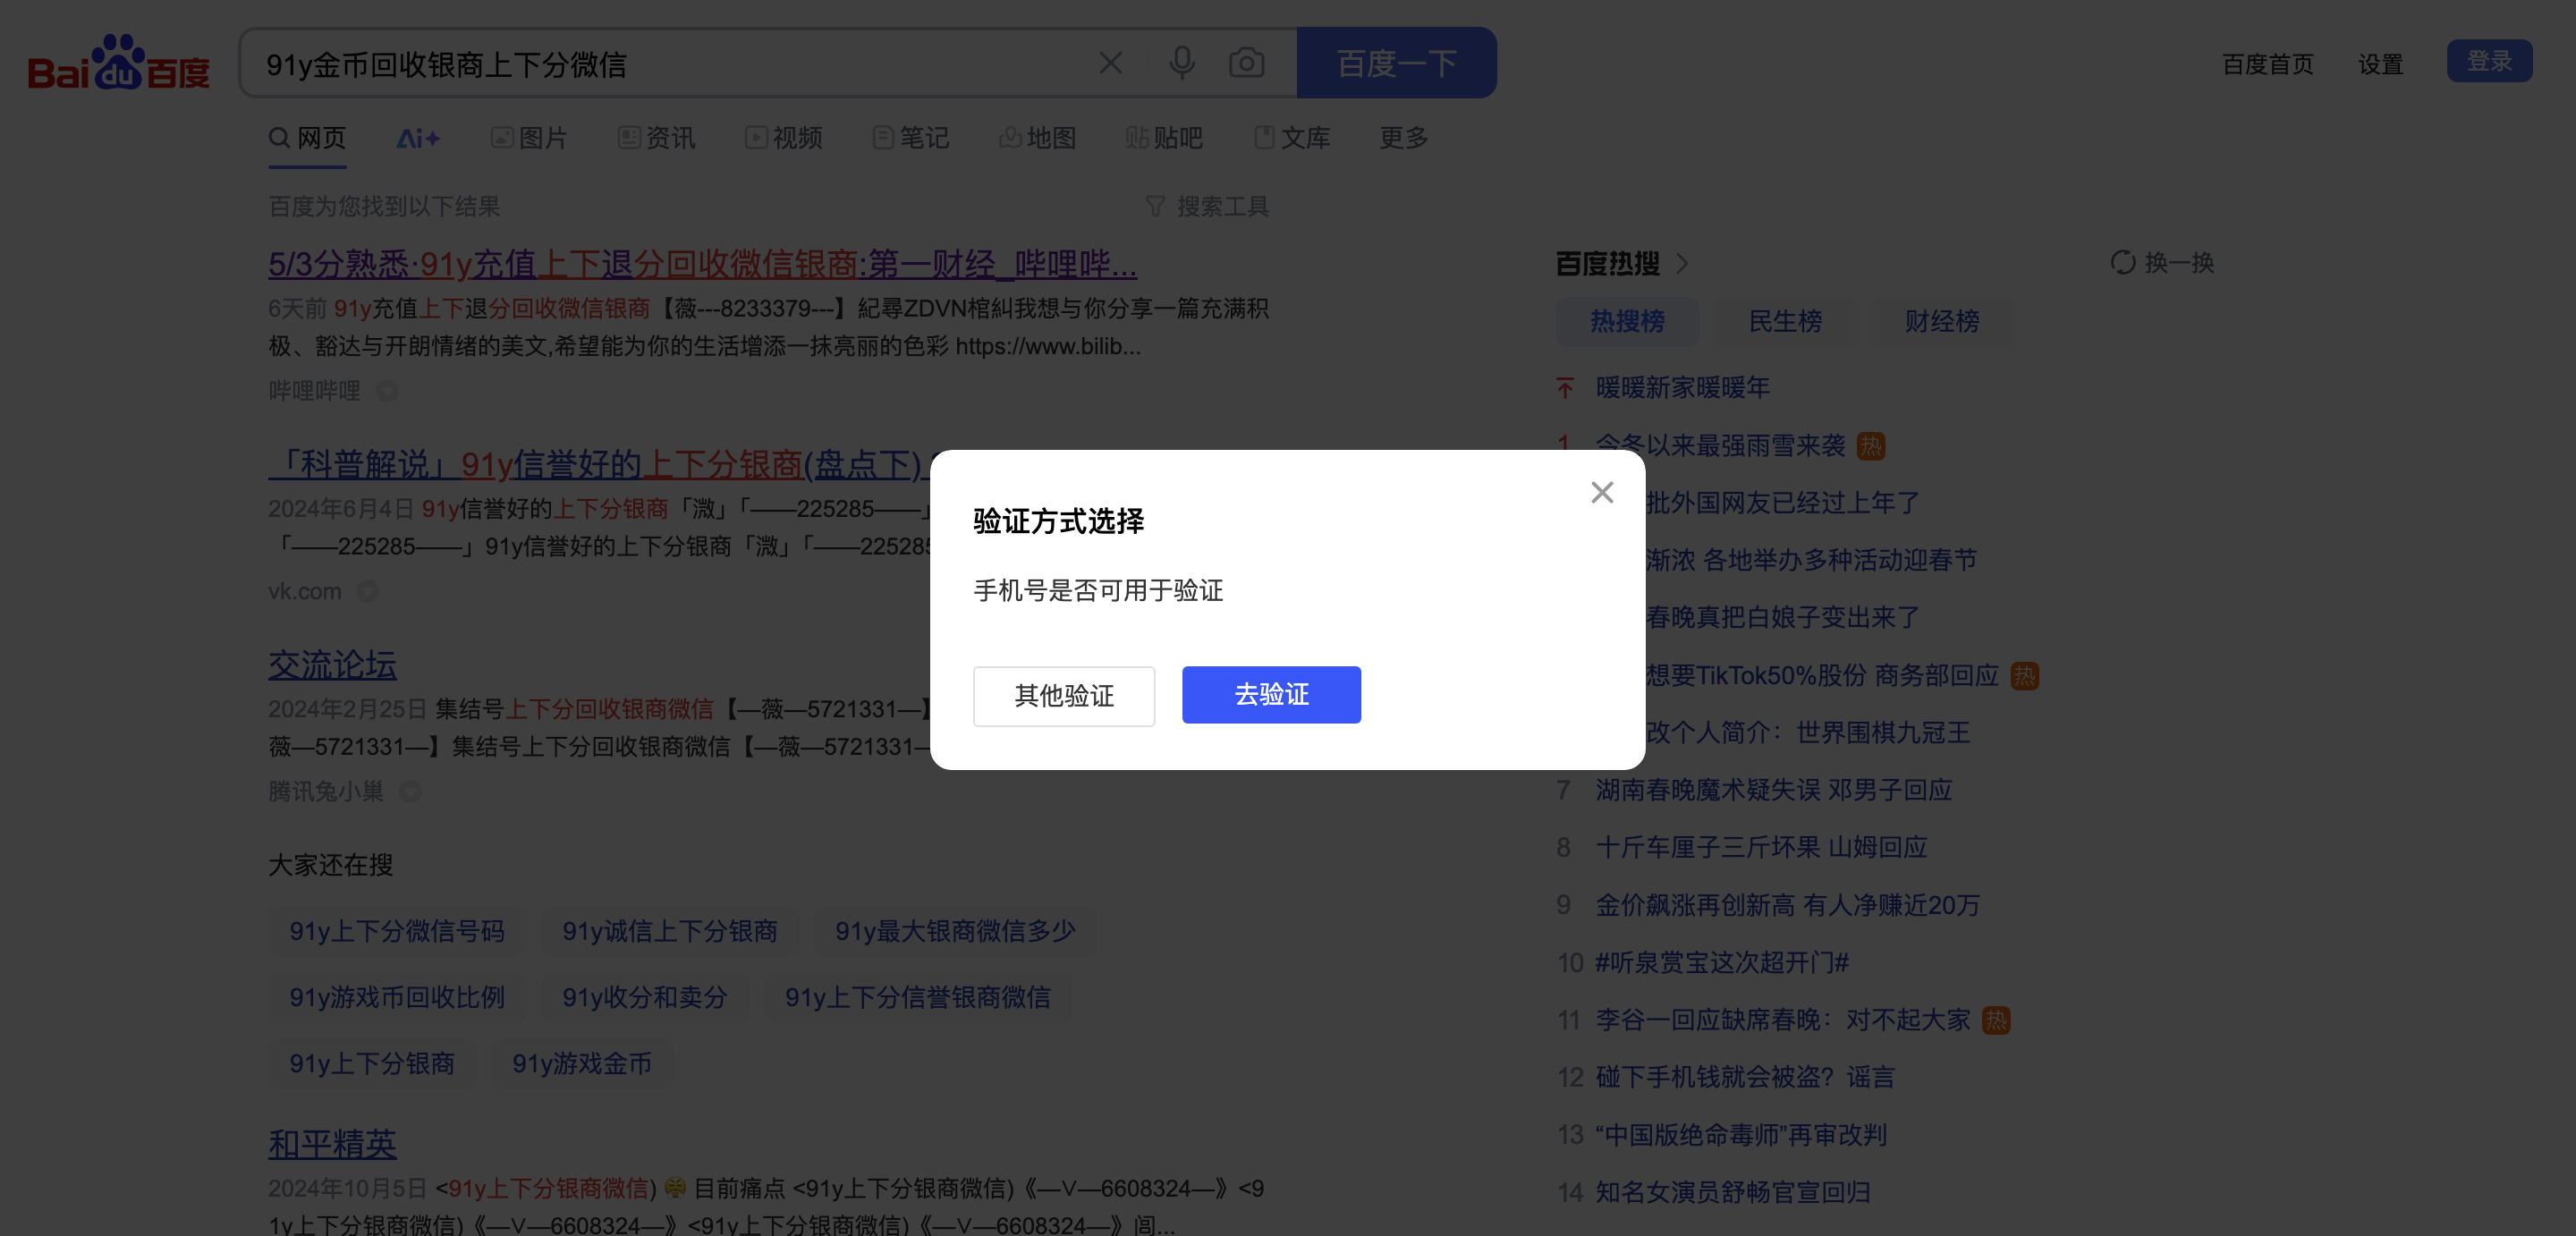 Bai du 百度
91y金币回收银商上下分微信
百度一下
百度首页 设置 登录
网页 Ai 图片 资讯 视频 笔记 地图 贴吧 文库 更多
百度为您找到以下结果 搜索工具
5/3分熟悉·91y充值上下退分回收微信银商:第一财经_哔哩哔...
6天前 91y充值上下退分回收微信银商【薇---8233379---】紀尋ZDVN棺糾我想与你分享一篇充满积
极、豁达与开朗情绪的美文,希望能为你的生活增添一抹亮丽的色彩 https://www.bilib...
哔哩哔哩
「科普解说」91y信誉好的上下分银商(盘点下)
2024年6月4日 91y信誉好的上下分银商「溦」「——225285——」
「——225285——」91y信誉好的上下分银商「溦」「——225285
vk.com
交流论坛
2024年2月25日 集结号上下分回收银商微信【—薇—5721331—】
薇—5721331—】集结号上下分回收银商微信【—薇—5721331—
腾讯兔小巢
大家还在搜
91y上下分微信号码 91y诚信上下分银商 91y最大银商微信多少
91y游戏币回收比例 91y收分和卖分 91y上下分信誉银商微信
91y上下分银商 91y游戏金币
和平精英
2024年10月5日 <91y上下分银商微信) 目前痛点 <91y上下分银商微信)《—V—6608324—》<9
1y上下分银商微信)《—V—6608324—》<91y上下分银商微信)《—V—6608324—》闾...
验证方式选择
手机号是否可用于验证
其他验证 去验证
百度热搜 换一换
热搜榜 民生榜 财经榜
暖暖新家暖暖年
1 今冬以来最强雨雪来袭 热
批外国网友已经过上年了
渐浓 各地举办多种活动迎春节
春晚真把白娘子变出来了
想要TikTok50%股份 商务部回应 热
改个人简介：世界围棋九冠王
7 湖南春晚魔术疑失误 邓男子回应
8 十斤车厘子三斤坏果 山姆回应
9 金价飙涨再创新高 有人净赚近20万
10 #听泉赏宝这次超开门#
11 李谷一回应缺席春晚：对不起大家 热
12 碰下手机钱就会被盗？谣言
13 “中国版绝命毒师”再审改判
14 知名女演员舒畅官宣回归